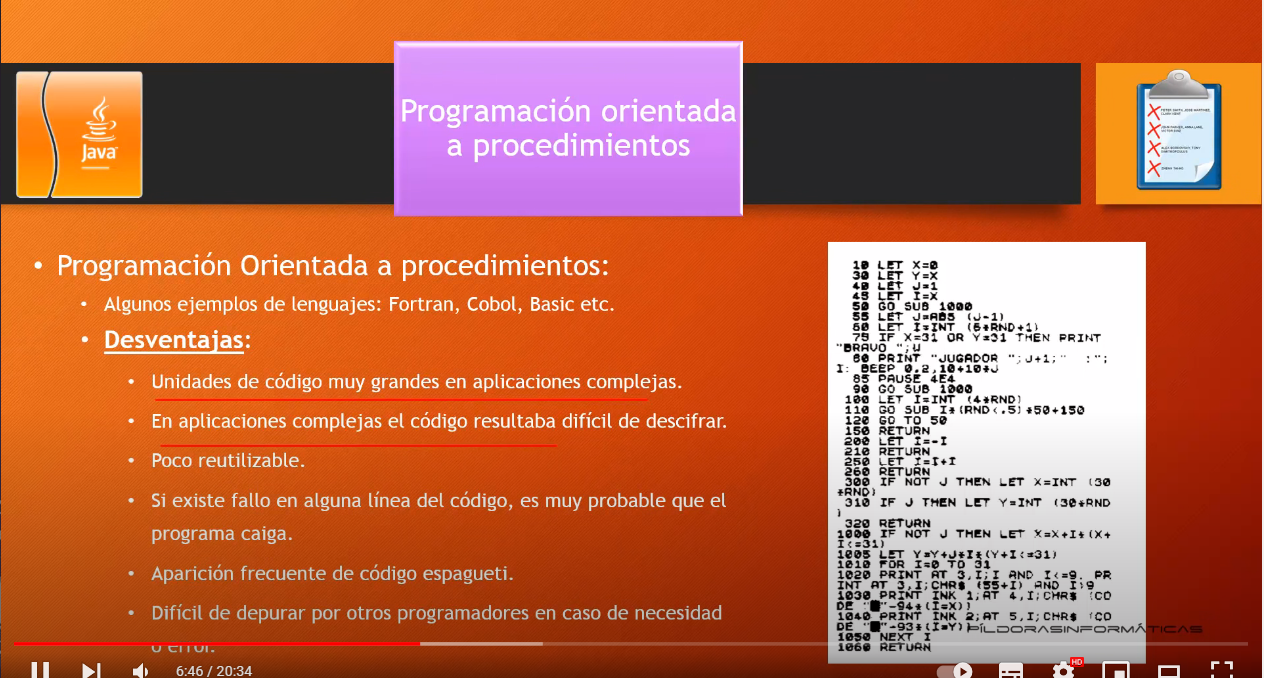 Java
Programación orientada
a procedimientos
• Programación Orientada a procedimientos:
• Algunos ejemplos de lenguajes: Fortran, Cobol, Basic etc.
• Desventajas:
• Unidades de código muy grandes en aplicaciones complejas.
• En aplicaciones complejas el código resultaba difícil de descifrar.
• Poco reutilizable.
• Si existe fallo en alguna línea del código, es muy probable que el
programa caiga.
• Aparición frecuente de código espagueti.
• Difícil de depurar por otros programadores en caso de necesidad
o error.
10 LET X=0
30 LET Y=X
40 LET J=1
45 LET I=X
50 GO SUB 1000
55 LET J=ABS (J-1)
60 LET I=INT (6*RND+1)
75 IF X=31 OR Y=31 THEN PRINT
"BRAVO ";J
80 PRINT "JUGADOR ";J+1;" :";
I: BEEP 0.2,10+10*J
85 PAUSE 4E4
90 GO SUB 1000
100 LET I=INT (4*RND)
110 GO SUB I*(RND<.5)*50+150
120 GO TO 50
150 RETURN
200 LET I=-I
210 RETURN
250 LET I=I+I
260 RETURN
300 IF NOT J THEN LET X=INT (30
*RND)
310 IF J THEN LET Y=INT (30*RND
)
320 RETURN
1000 IF NOT J THEN LET X=X+I*(X+
I<=31)
1005 LET Y=Y+J*I*(Y+I<=31)
1010 FOR I=0 TO 31
1020 PRINT AT 3,I;I AND I<=9. PR
INT AT 3,I;CHR$ (55+I) AND I>9
1030 PRINT INK 1;AT 4,I;CHR$ (CO
DE "█"-94*(I=X))
1040 PRINT INK 2;AT 5,I;CHR$ (CO
DE "█"-93*(I=Y))
1050 NEXT I
1060 RETURN
PÍLDORASINFORMÁTICAS
6:46 / 20:34
HD